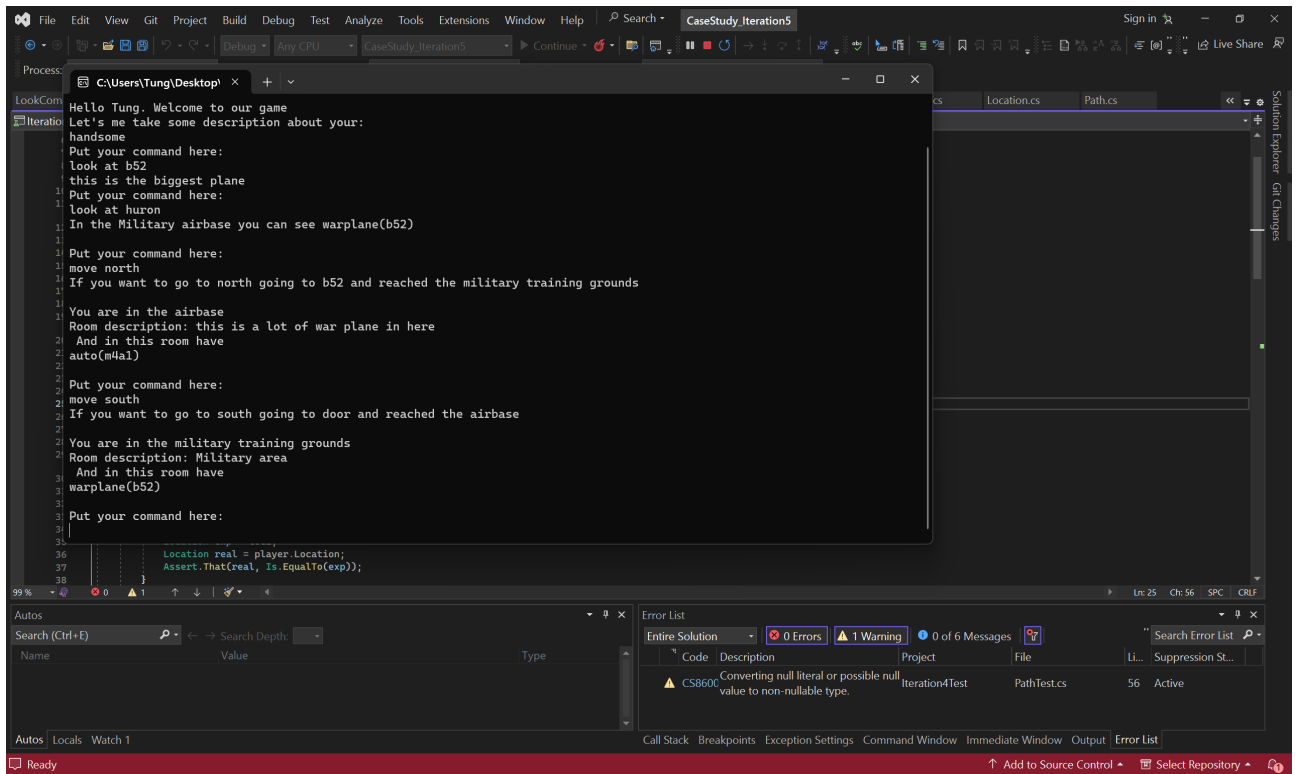 File Edit View Git Project Build Debug Test Analyze Tools Extensions Window Help Search CaseStudy_Iteration5 Sign in
Debug Any CPU CaseStudy_Iteration5 Continue Live Share
Process:
C:\Users\Tung\Desktop\
LookCom cs Location.cs Path.cs
Iteratio
Hello Tung. Welcome to our game
Let's me take some description about your:
handsome
Put your command here:
look at b52
this is the biggest plane
Put your command here:
look at huron
In the Military airbase you can see warplane(b52)
Put your command here:
move north
If you want to go to north going to b52 and reached the military training grounds
You are in the airbase
Room description: this is a lot of war plane in here
And in this room have
auto(m4a1)
Put your command here:
move south
If you want to go to south going to door and reached the airbase
You are in the military training grounds
Room description: Military area
And in this room have
warplane(b52)
Put your command here:
36 Location real = player.Location;
37 Assert.That(real, Is.EqualTo(exp));
38 }
99 % 0 1 Ln: 25 Ch: 56 SPC CRLF
Solution Explorer
Git Changes
Autos
Search (Ctrl+E) Search Depth:
Name Value Type
Autos Locals Watch 1
Error List
Entire Solution 0 Errors 1 Warning 0 of 6 Messages Search Error List
Code Description Project File Li... Suppression St...
CS8600 Converting null literal or possible null Iteration4Test PathTest.cs 56 Active
value to non-nullable type.
Call Stack Breakpoints Exception Settings Command Window Immediate Window Output Error List
Ready Add to Source Control Select Repository 1